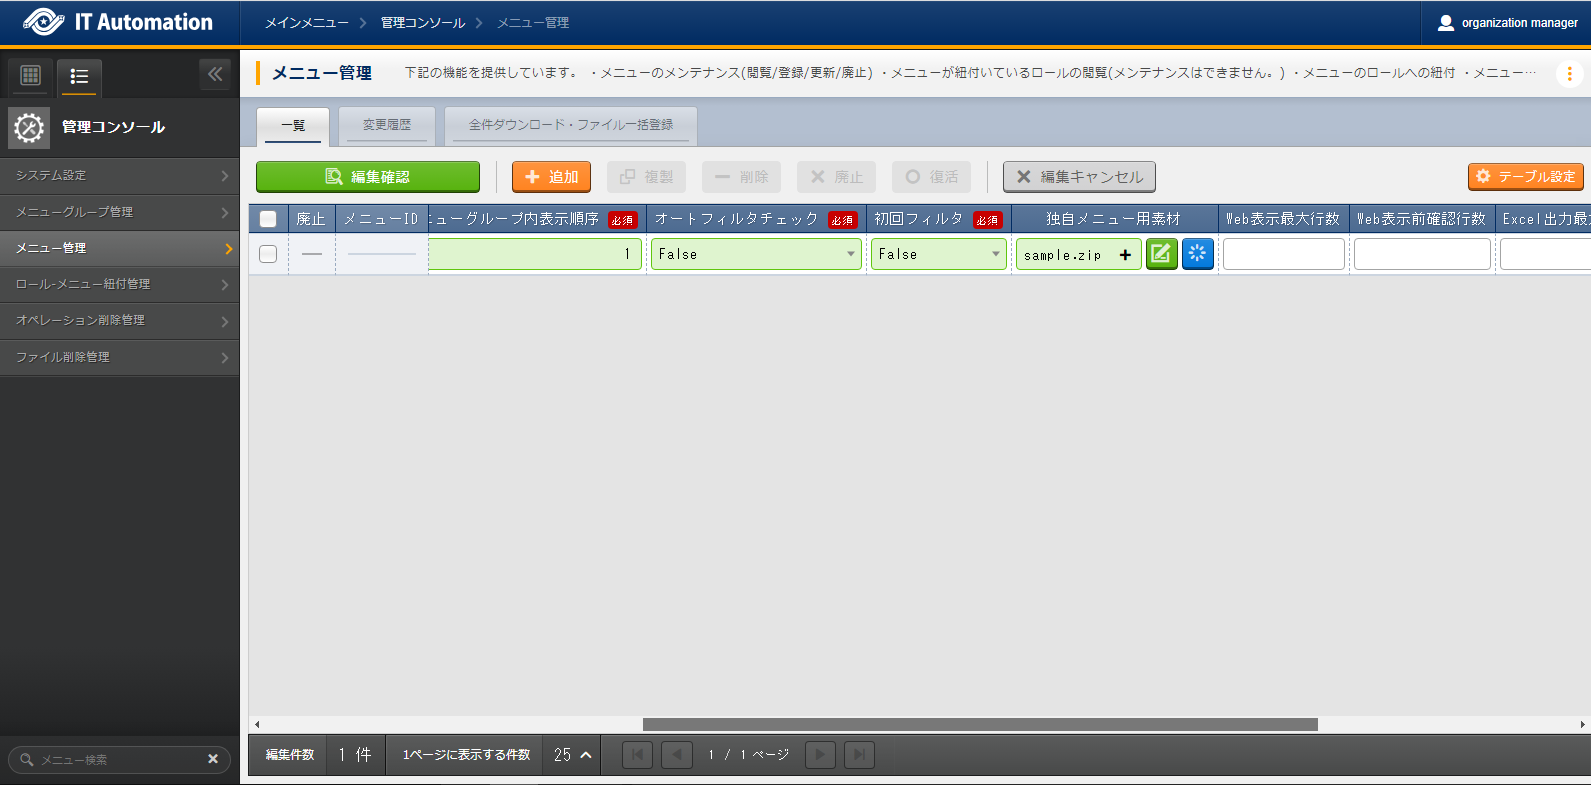 IT Automation
メインメニュー
管理コンソール
メニュー管理
organization manager
メニュー管理
下記の機能を提供しています。 ・メニューのメンテナンス(閲覧/登録/更新/廃止) ・メニューが紐付いているロールの閲覧(メンテナンスはできません。) ・メニューのロールへの紐付 ・メニュー…
管理コンソール
システム設定
メニューグループ管理
メニュー管理
ロール-メニュー紐付管理
オペレーション削除管理
ファイル削除管理
メニュー検索
一覧
変更履歴
全件ダウンロード・ファイル一括登録
編集確認
追加
複製
削除
廃止
復活
編集キャンセル
テーブル設定
廃止
メニューID
ニューグループ内表示順序 必須
オートフィルタチェック 必須
初回フィルタ 必須
独自メニュー用素材
Web表示最大行数
Web表示前確認行数
Excel出力最
1
False
False
sample.zip
編集件数
1 件
1ページに表示する件数
25
1 / 1 ページ